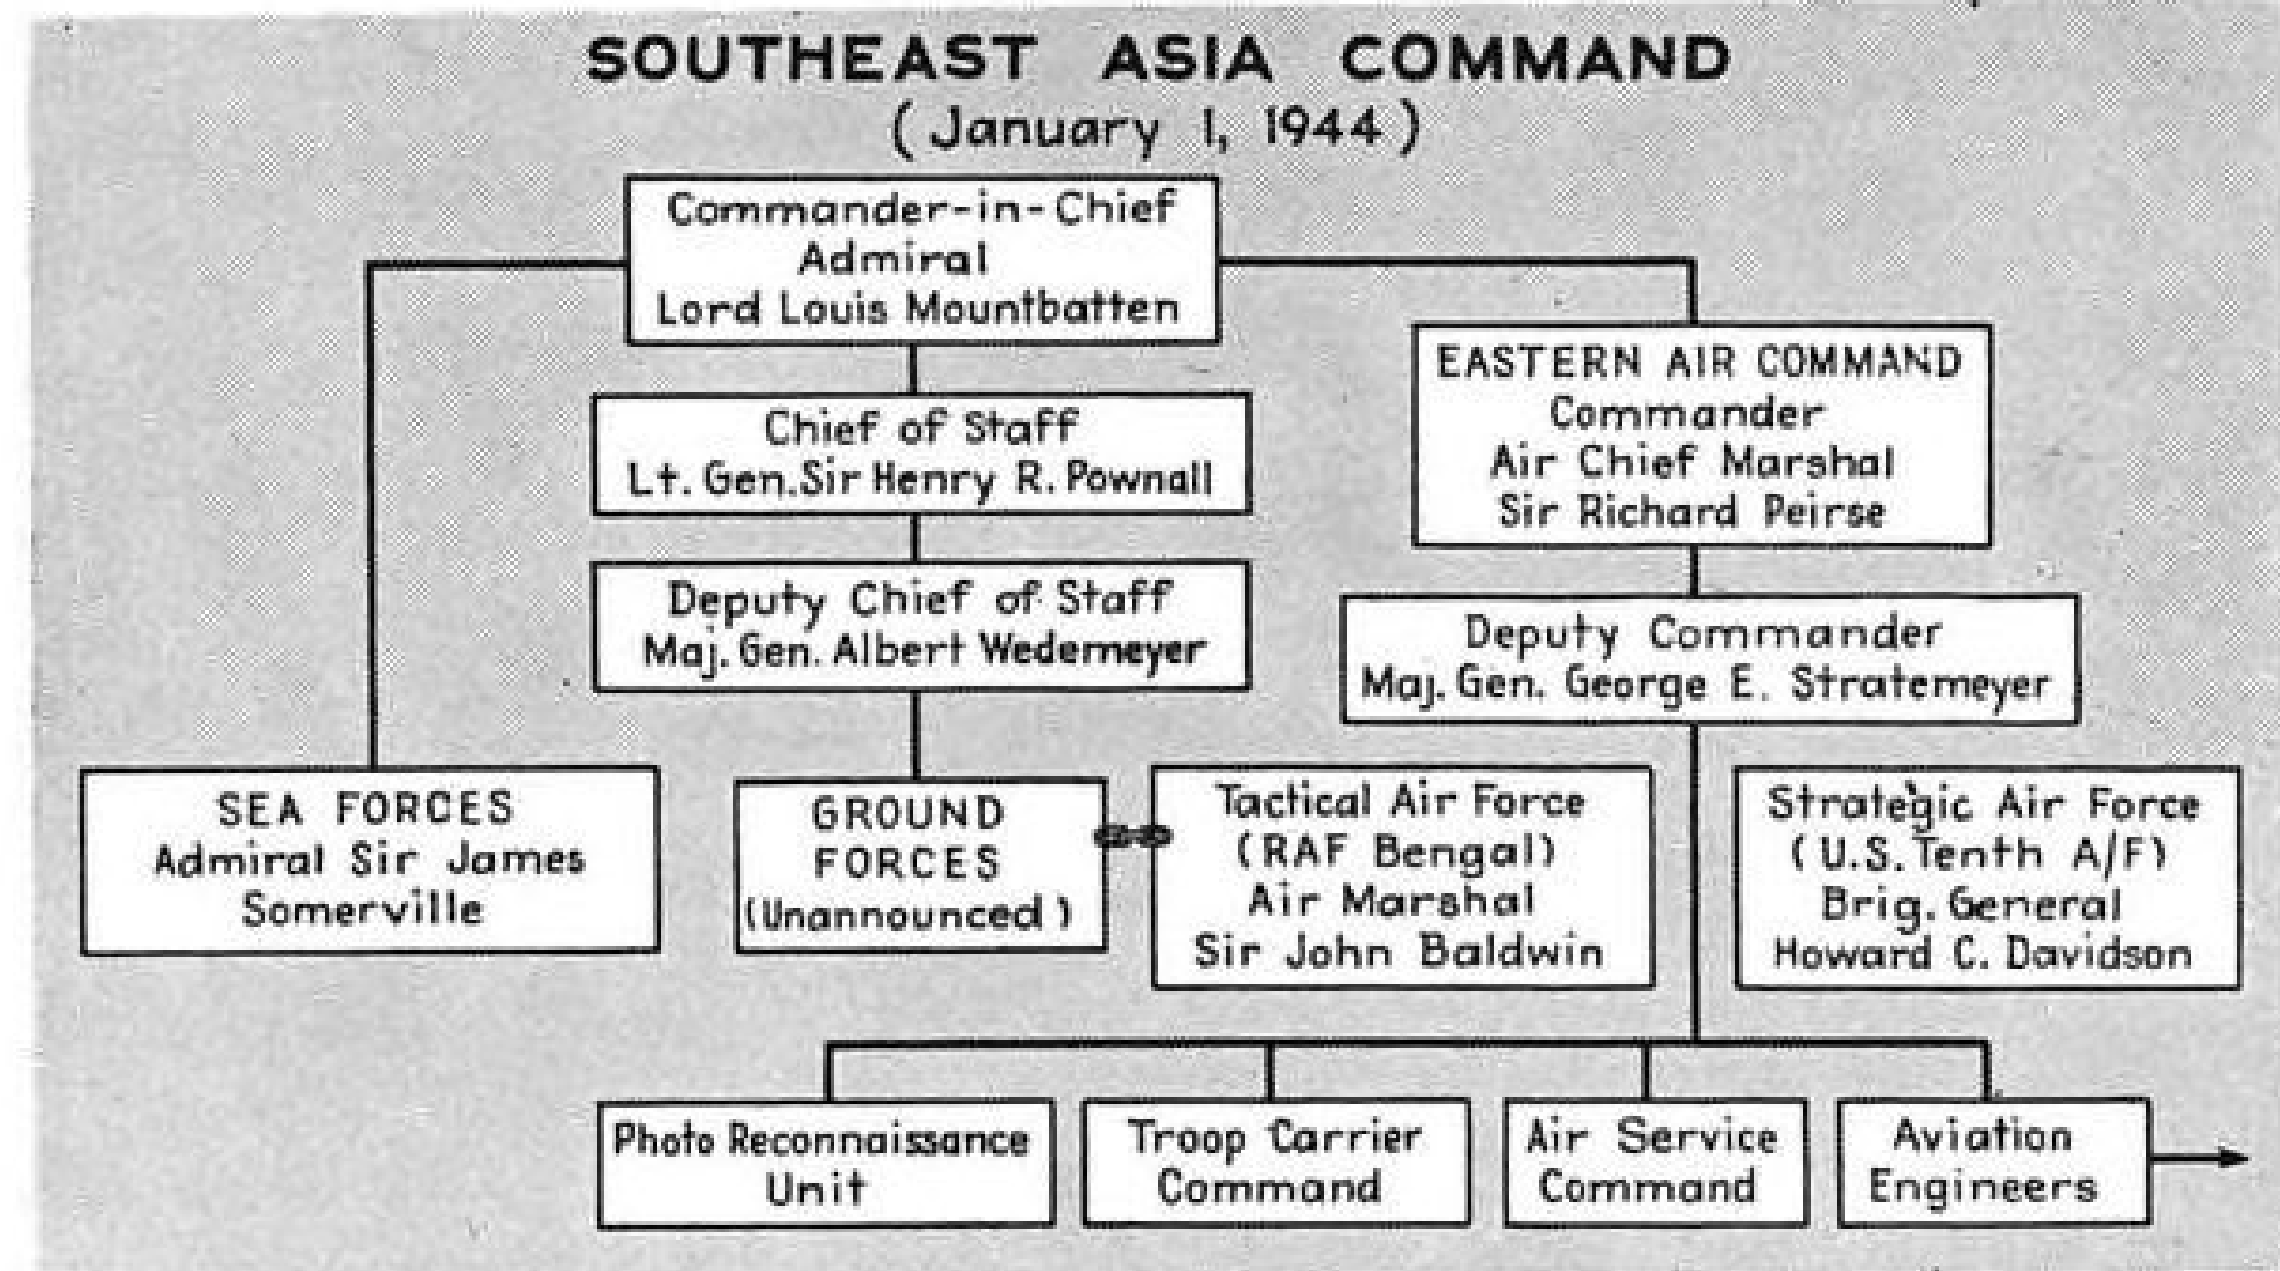 SOUTHEAST ASIA COMMAND
(January 1, 1944)
Commander-in-Chief
Admiral
Lord Louis Mountbatten
Chief of Staff
Lt. Gen. Sir Henry R. Pownall
Deputy Chief of Staff
Maj. Gen. Albert Wedemeyer
EASTERN AIR COMMAND
Commander
Air Chief Marshal
Sir Richard Peirse
Deputy Commander
Maj. Gen. George E. Stratemeyer
SEA FORCES
Admiral Sir James
Somerville
GROUND
FORCES
(Unannounced)
Tactical Air Force
(RAF Bengal)
Air Marshal
Sir John Baldwin
Strategic Air Force
(U.S. Tenth A/F)
Brig. General
Howard C. Davidson
Photo Reconnaissance
Unit
Troop Carrier
Command
Air Service
Command
Aviation
Engineers